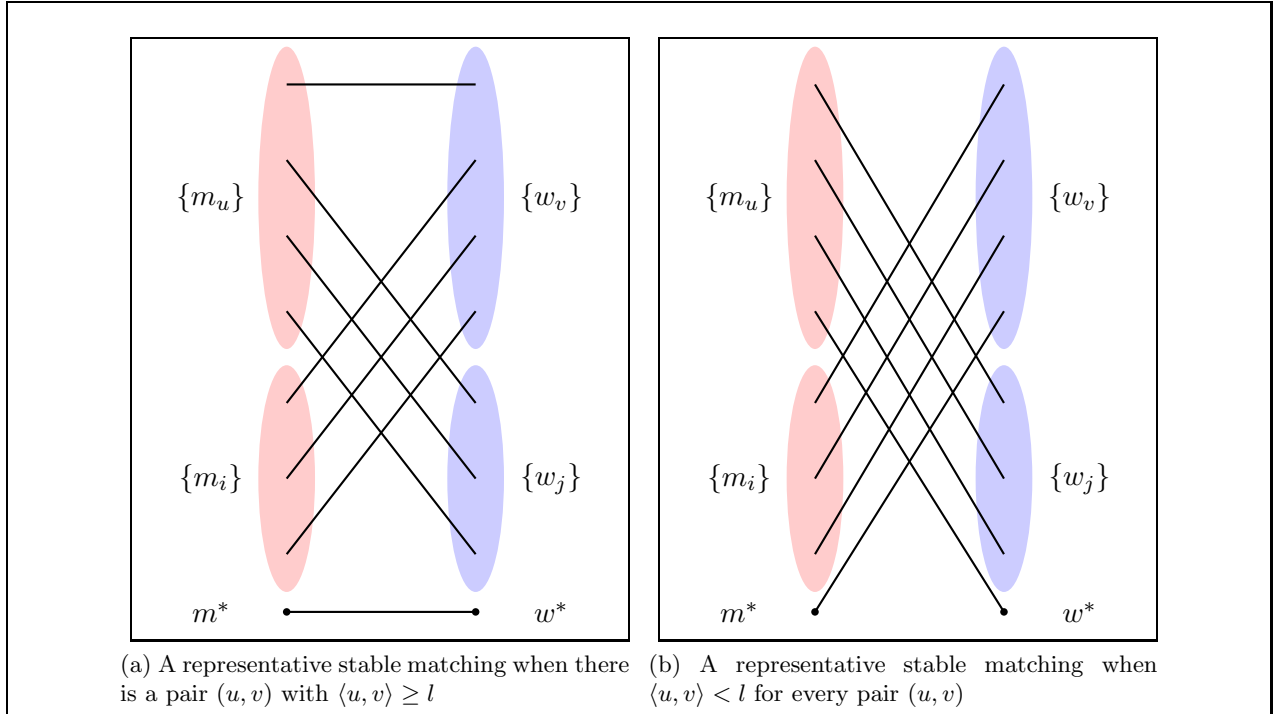 {m_u} {w_v} {m_u} {w_v}
{m_i} {w_j} {m_i} {w_j}
m* w* m* w*
(a) A representative stable matching when there
is a pair (u, v) with ⟨u, v⟩ ≥ l
(b) A representative stable matching when
⟨u, v⟩ < l for every pair (u, v)